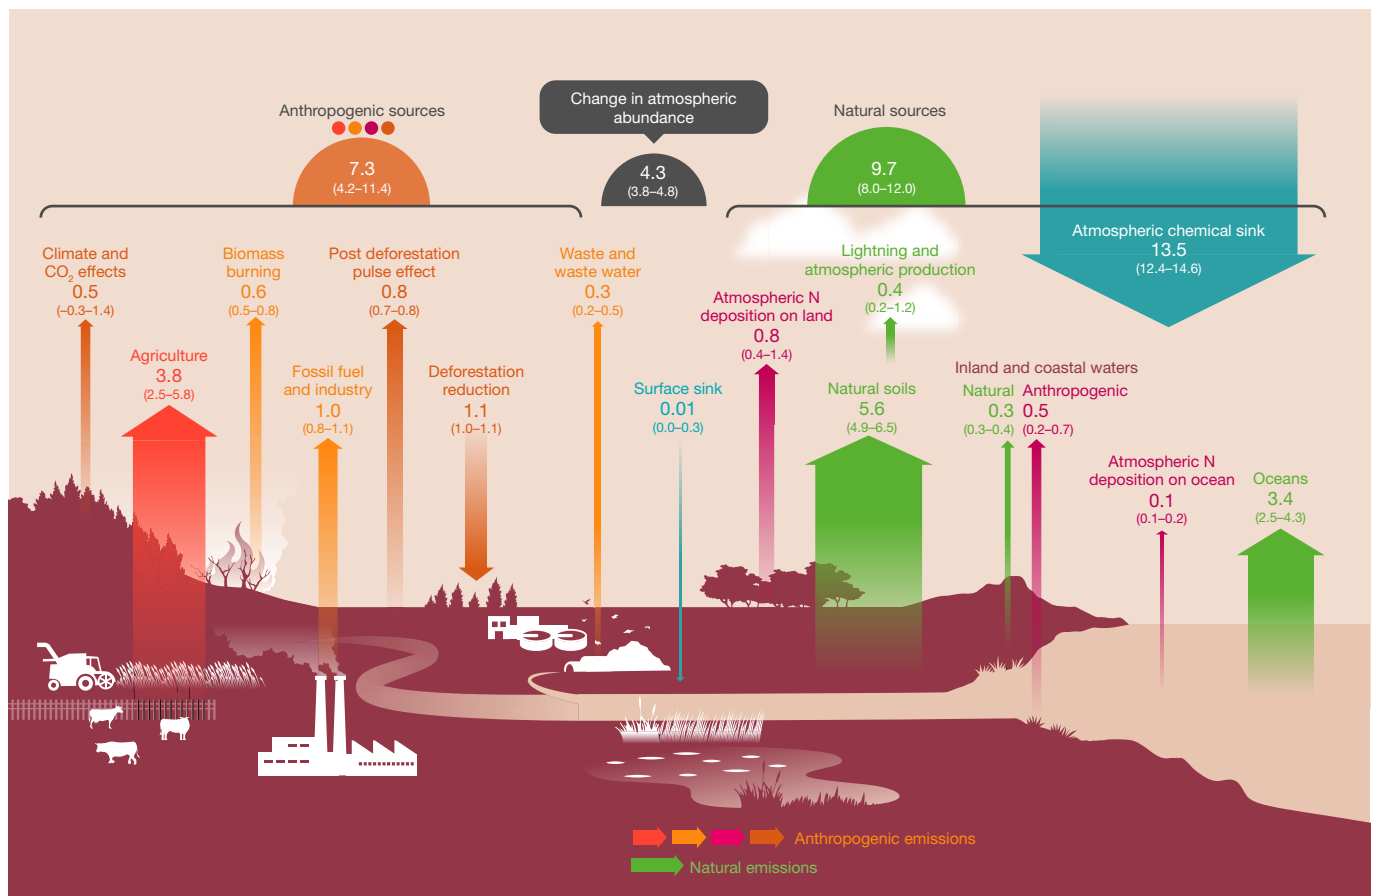 Change in atmospheric
abundance
4.3
(3.8–4.8)
Anthropogenic sources
7.3
(4.2–11.4)
Natural sources
9.7
(8.0–12.0)
Atmospheric chemical sink
13.5
(12.4–14.6)
Climate and
CO₂ effects
0.5
(−0.3–1.4)
Agriculture
3.8
(2.5–5.8)
Biomass
burning
0.6
(0.5–0.8)
Fossil fuel
and industry
1.0
(0.8–1.1)
Post deforestation
pulse effect
0.8
(0.7–0.8)
Deforestation
reduction
1.1
(1.0–1.1)
Waste and
waste water
0.3
(0.2–0.5)
Surface sink
0.01
(0.0–0.3)
Atmospheric N
deposition on land
0.8
(0.4–1.4)
Lightning and
atmospheric production
0.4
(0.2–1.2)
Natural soils
5.6
(4.9–6.5)
Inland and coastal waters
Natural
0.3
(0.3–0.4)
Anthropogenic
0.5
(0.2–0.7)
Atmospheric N
deposition on ocean
0.1
(0.1–0.2)
Oceans
3.4
(2.5–4.3)
Anthropogenic emissions
Natural emissions